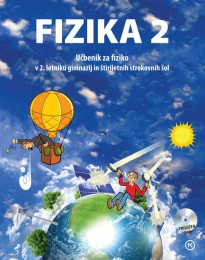 FIZIKA 2
Učbenik za fiziko
v 2. letniku gimnazij in štiriletnih strokovnih šol